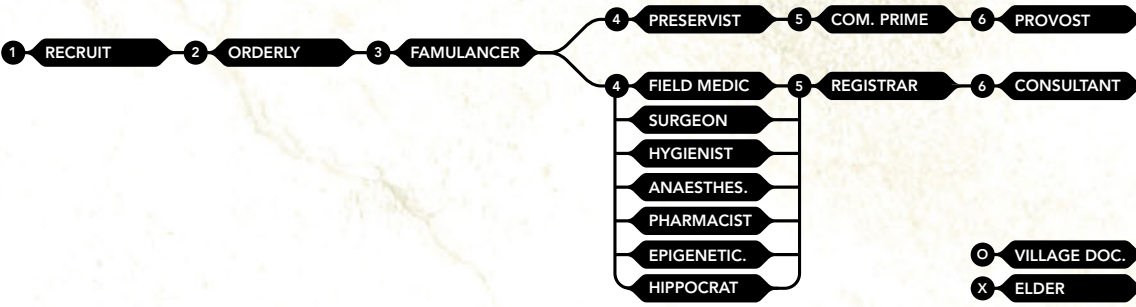 4 PRESERVIST 5 COM. PRIME 6 PROVOST
1 RECRUIT 2 ORDERLY 3 FAMULANCER
4 FIELD MEDIC 5 REGISTRAR 6 CONSULTANT
SURGEON
HYGIENIST
ANAESTHES.
PHARMACIST
EPIGENETIC.
O VILLAGE DOC.
HIPPOCRAT
X ELDER